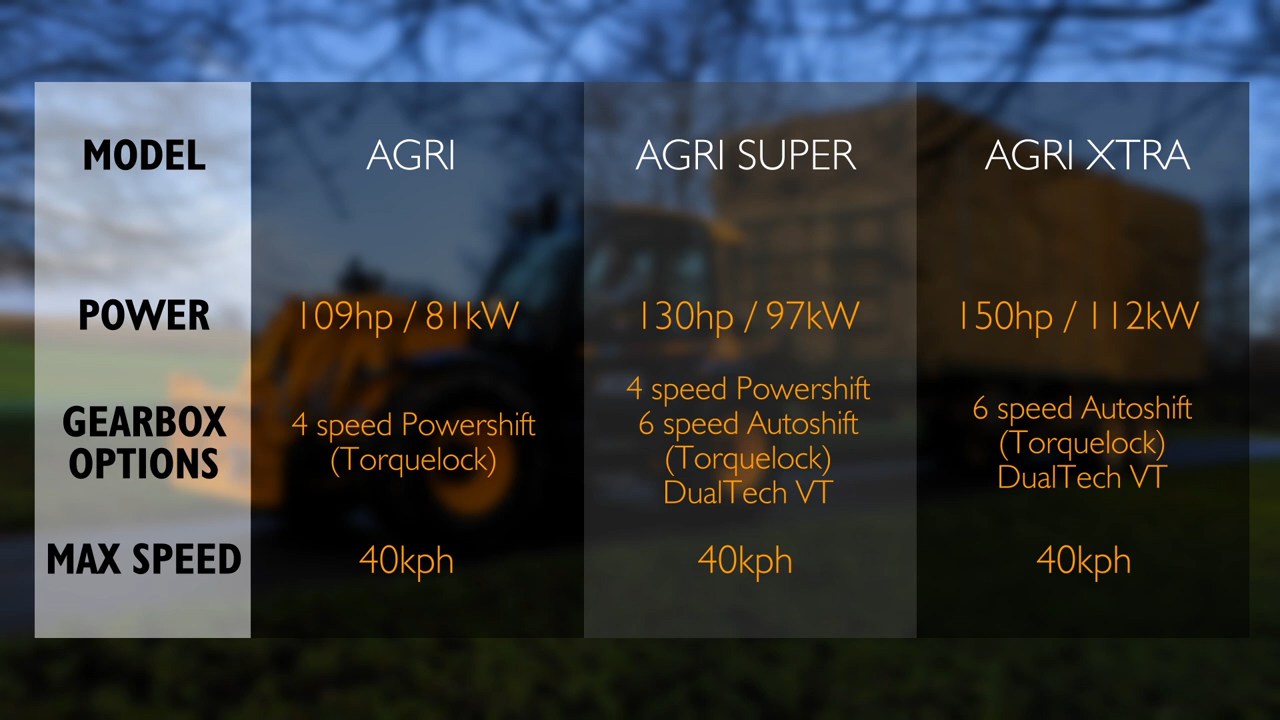 MODEL AGRI AGRI SUPER AGRI XTRA
POWER 109hp / 81kW 130hp / 97kW 150hp / 112kW
GEARBOX OPTIONS
4 speed Powershift
(Torquelock)
4 speed Powershift
6 speed Autoshift
(Torquelock)
DualTech VT
6 speed Autoshift
(Torquelock)
DualTech VT
MAX SPEED 40kph 40kph 40kph